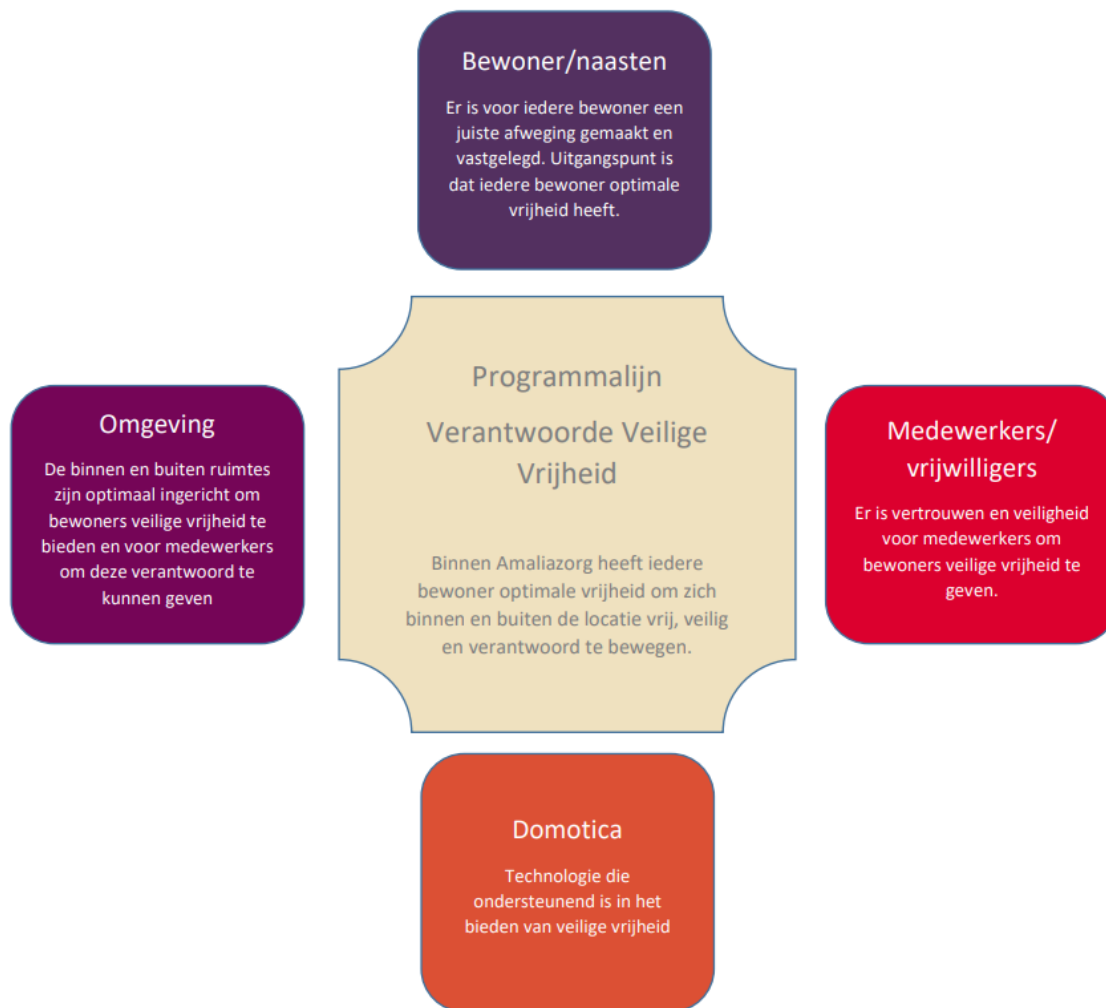 Bewoner/naasten
Er is voor iedere bewoner een
juiste afweging gemaakt en
vastgelegd. Uitgangspunt is
dat iedere bewoner optimale
vrijheid heeft.
Programmalijn
Verantwoorde Veilige
Vrijheid
Binnen Amaliazorg heeft iedere
bewoner optimale vrijheid om zich
binnen en buiten de locatie vrij, veilig
en verantwoord te bewegen.
Omgeving
De binnen en buiten ruimtes
zijn optimaal ingericht om
bewoners veilige vrijheid te
bieden en voor medewerkers
om deze verantwoord te
kunnen geven
Medewerkers/
vrijwilligers
Er is vertrouwen en veiligheid
voor medewerkers om
bewoners veilige vrijheid te
geven.
Domotica
Technologie die
ondersteunend is in het
bieden van veilige vrijheid